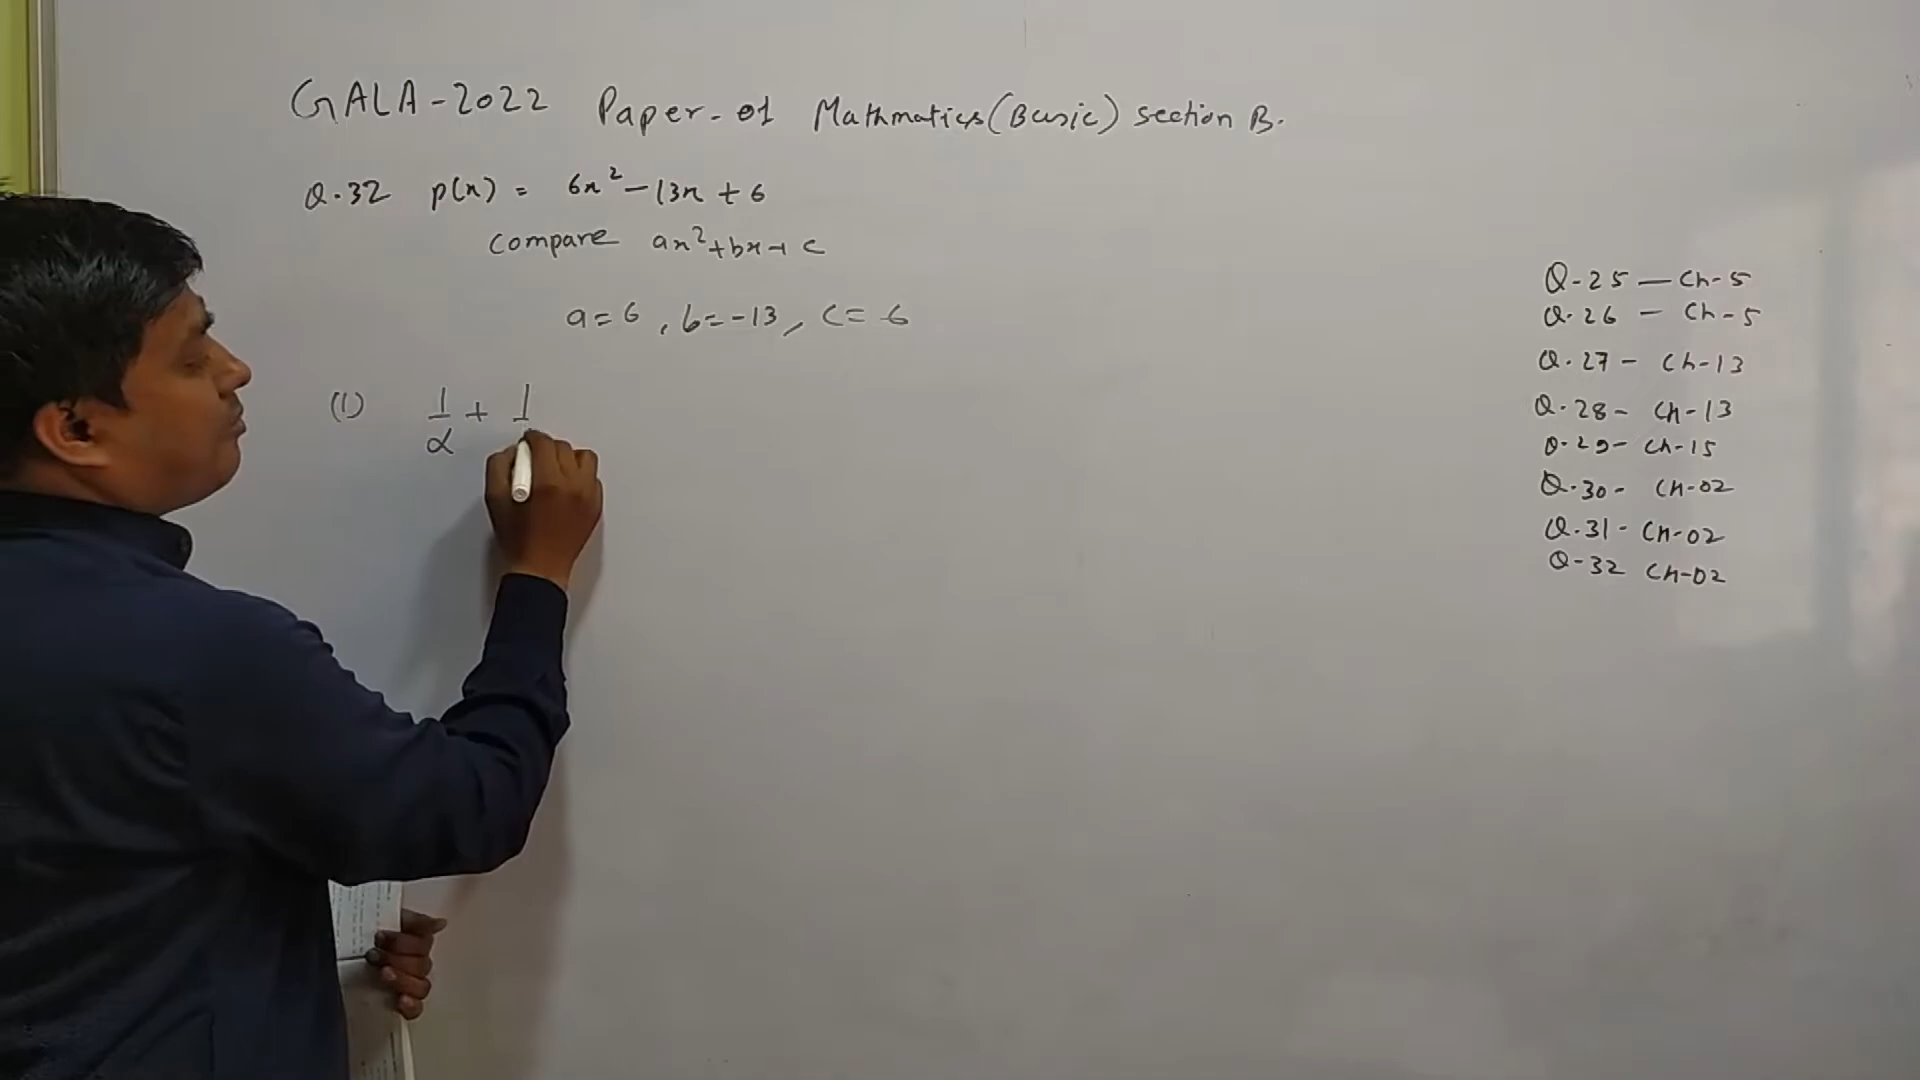 GALA-2022 Paper-of Mathmatics (Basic) section B.
Q.32 p(x) = 6x² - 13x + 6
compare ax² + bx + c
a = 6, b = -13, c = 6
(1) 1/α + 1
Q-25 - Ch-5
Q.26 - Ch-5
Q.27 - Ch-13
Q.28 - Ch-13
Q-29 - Ch-15
Q.30 - Ch-02
Q.31 - Ch-02
Q-32 Ch-02